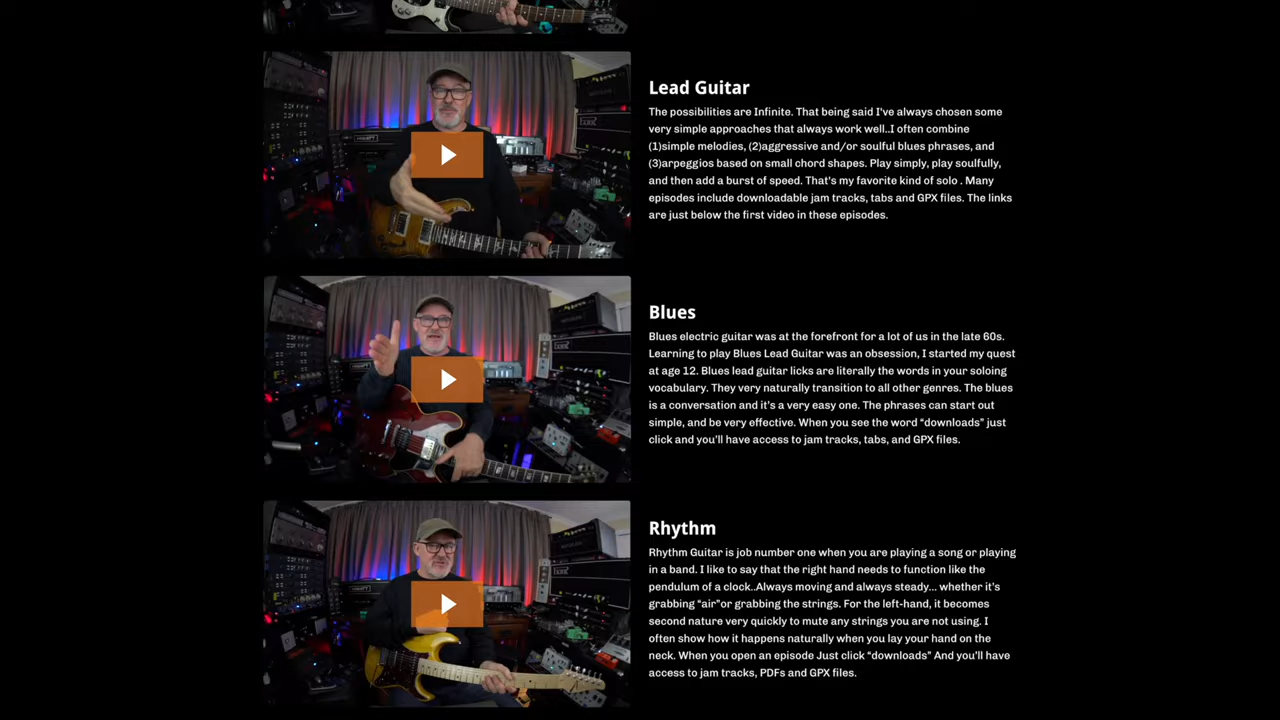 Lead Guitar
The possibilities are Infinite. That being said I've always chosen some
very simple approaches that always work well..I often combine
(1)simple melodies, (2)aggressive and/or soulful blues phrases, and
(3)arpeggios based on small chord shapes. Play simply, play soulfully,
and then add a burst of speed. That's my favorite kind of solo . Many
episodes include downloadable jam tracks, tabs and GPX files. The links
are just below the first video in these episodes.
Blues
Blues electric guitar was at the forefront for a lot of us in the late 60s.
Learning to play Blues Lead Guitar was an obsession, I started my quest
at age 12. Blues lead guitar licks are literally the words in your soloing
vocabulary. They very naturally transition to all other genres. The blues
is a conversation and it's a very easy one. The phrases can start out
simple, and be very effective. When you see the word “downloads” just
click and you'll have access to jam tracks, tabs, and GPX files.
Rhythm
Rhythm Guitar is job number one when you are playing a song or playing
in a band. I like to say that the right hand needs to function like the
pendulum of a clock..Always moving and always steady... whether it's
grabbing “air”or grabbing the strings. For the left-hand, it becomes
second nature very quickly to mute any strings you are not using. I
often show how it happens naturally when you lay your hand on the
neck. When you open an episode Just click “downloads” And you'll have
access to jam tracks, PDFs and GPX files.